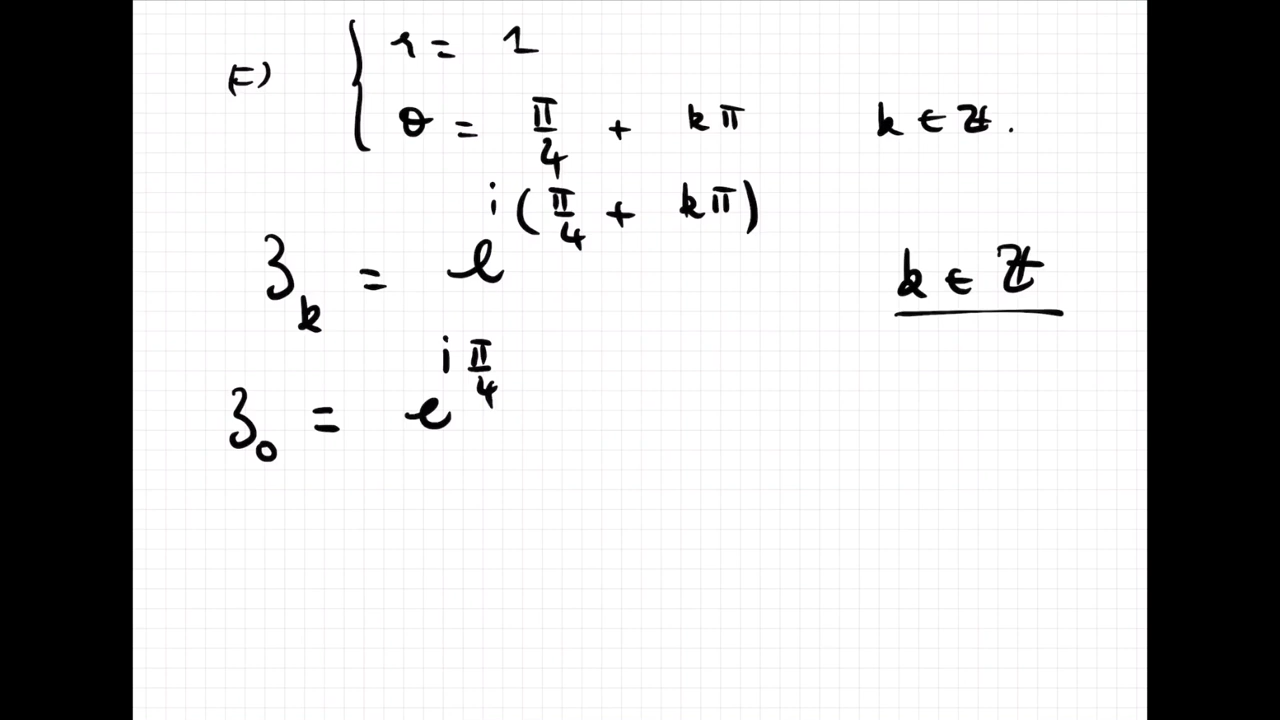 (E) { r = 1
θ = π/4 + kπ k ∈ ℤ.
z_k = e^{i(π/4 + kπ)} k ∈ ℤ
z_0 = e^{iπ/4}